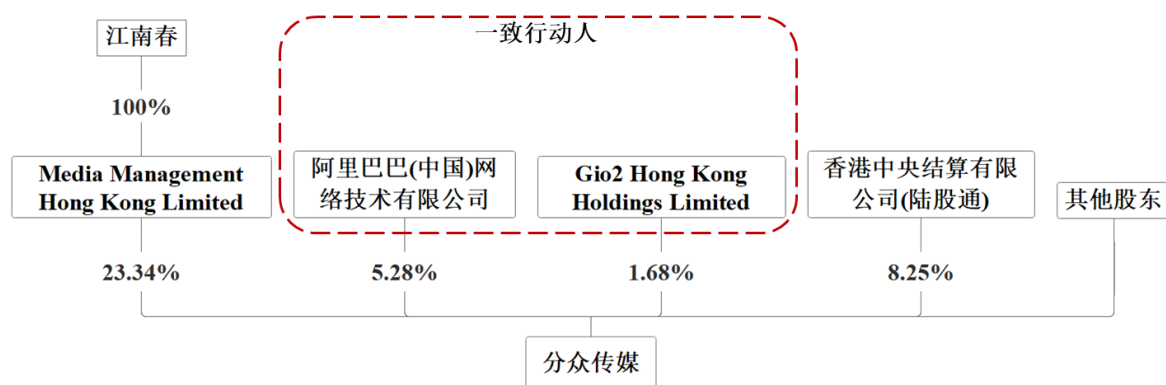 江南春
一致行动人
100%
Media Management
Hong Kong Limited
阿里巴巴(中国)网
络技术有限公司
Gio2 Hong Kong
Holdings Limited
香港中央结算有限
公司(陆股通)
其他股东
23.34%
5.28%
1.68%
8.25%
分众传媒